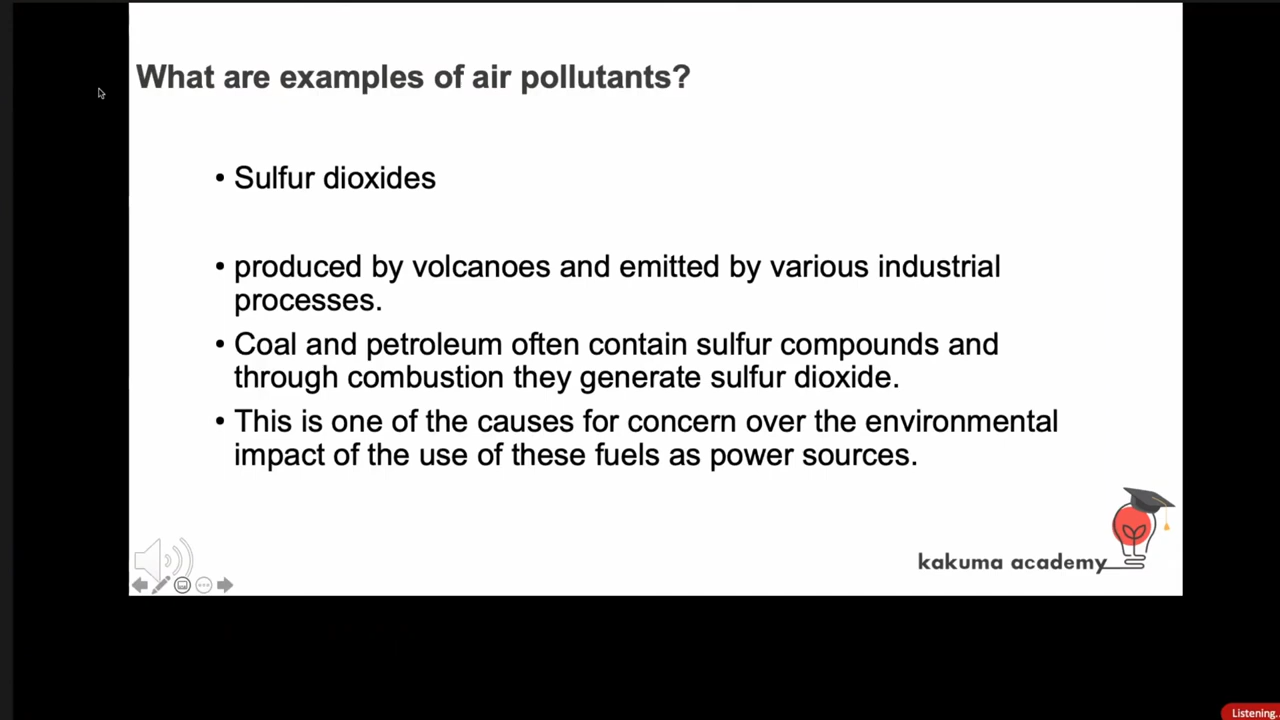 What are examples of air pollutants?
• Sulfur dioxides
• produced by volcanoes and emitted by various industrial
processes.
• Coal and petroleum often contain sulfur compounds and
through combustion they generate sulfur dioxide.
• This is one of the causes for concern over the environmental
impact of the use of these fuels as power sources.
kakuma academy
Listening.